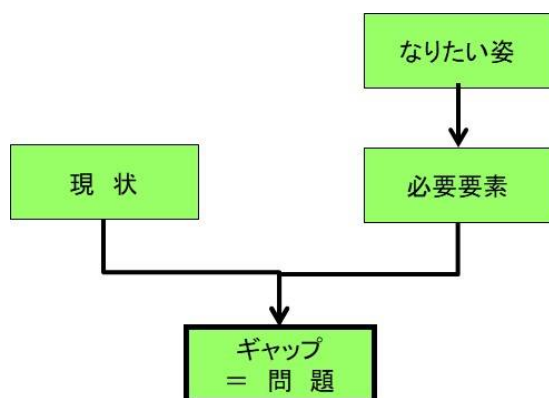 なりたい姿
現 状
必要要素
ギャップ
＝ 問 題